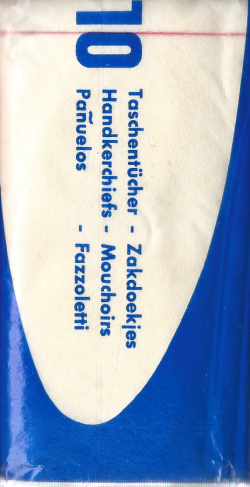 10
Taschentücher - Zakdoekjes
Handkerchiefs - Mouchoirs
Pañuelos - Fazzoletti